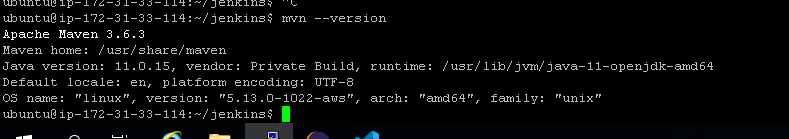 ubuntu@ip-172-31-33-114:~/jenkins$ ^C
ubuntu@ip-172-31-33-114:~/jenkins$ mvn --version
Apache Maven 3.6.3
Maven home: /usr/share/maven
Java version: 11.0.15, vendor: Private Build, runtime: /usr/lib/jvm/java-11-openjdk-amd64
Default locale: en, platform encoding: UTF-8
OS name: "linux", version: "5.13.0-1022-aws", arch: "amd64", family: "unix"
ubuntu@ip-172-31-33-114:~/jenkins$